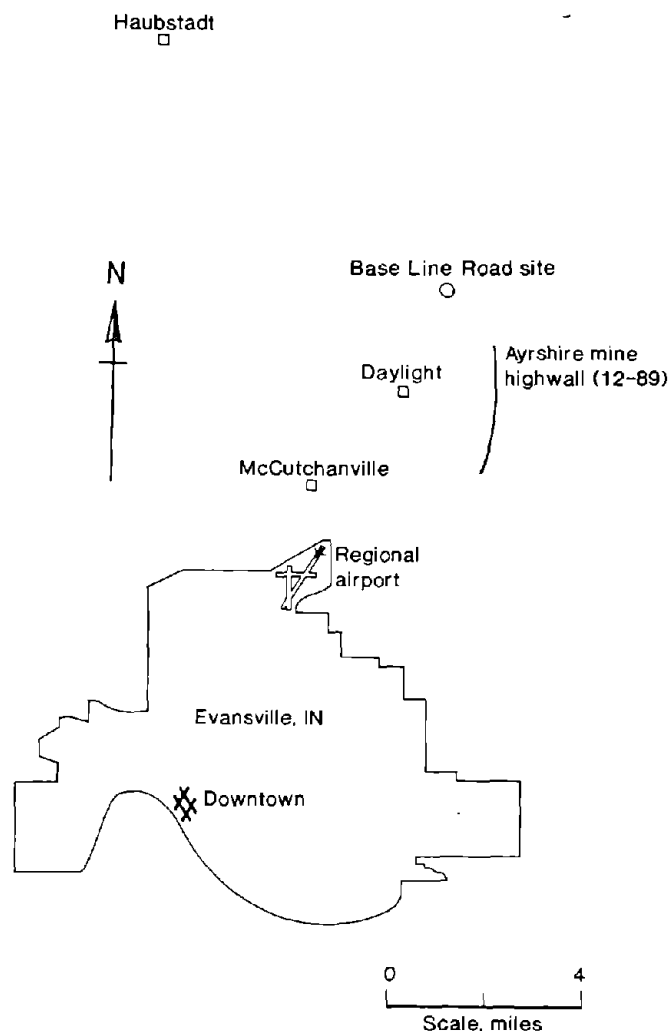 Haubstadt
N
Base Line Road site
Ayrshire mine
highwall (12-89)
Daylight
McCutchanville
Regional
airport
Evansville, IN
Downtown
0 4
Scale, miles